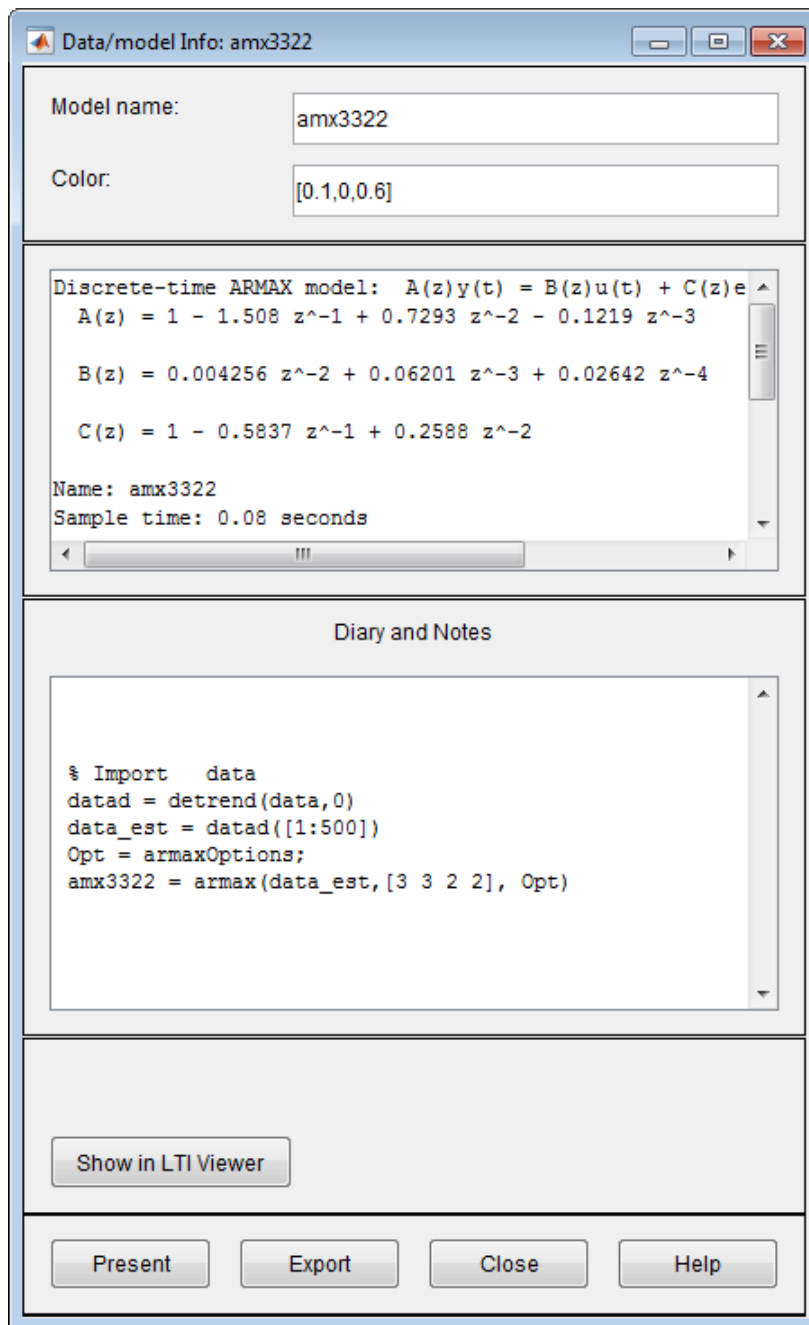 Data/model Info: amx3322
Model name:
amx3322
Color:
[0.1,0,0.6]
Discrete-time ARMAX model:  A(z)y(t) = B(z)u(t) + C(z)e
A(z) = 1 - 1.508 z^-1 + 0.7293 z^-2 - 0.1219 z^-3
B(z) = 0.004256 z^-2 + 0.06201 z^-3 + 0.02642 z^-4
C(z) = 1 - 0.5837 z^-1 + 0.2588 z^-2
Name: amx3322
Sample time: 0.08 seconds
Diary and Notes
% Import   data
datad = detrend(data,0)
data_est = datad([1:500])
Opt = armaxOptions;
amx3322 = armax(data_est,[3 3 2 2], Opt)
Show in LTI Viewer
Present
Export
Close
Help